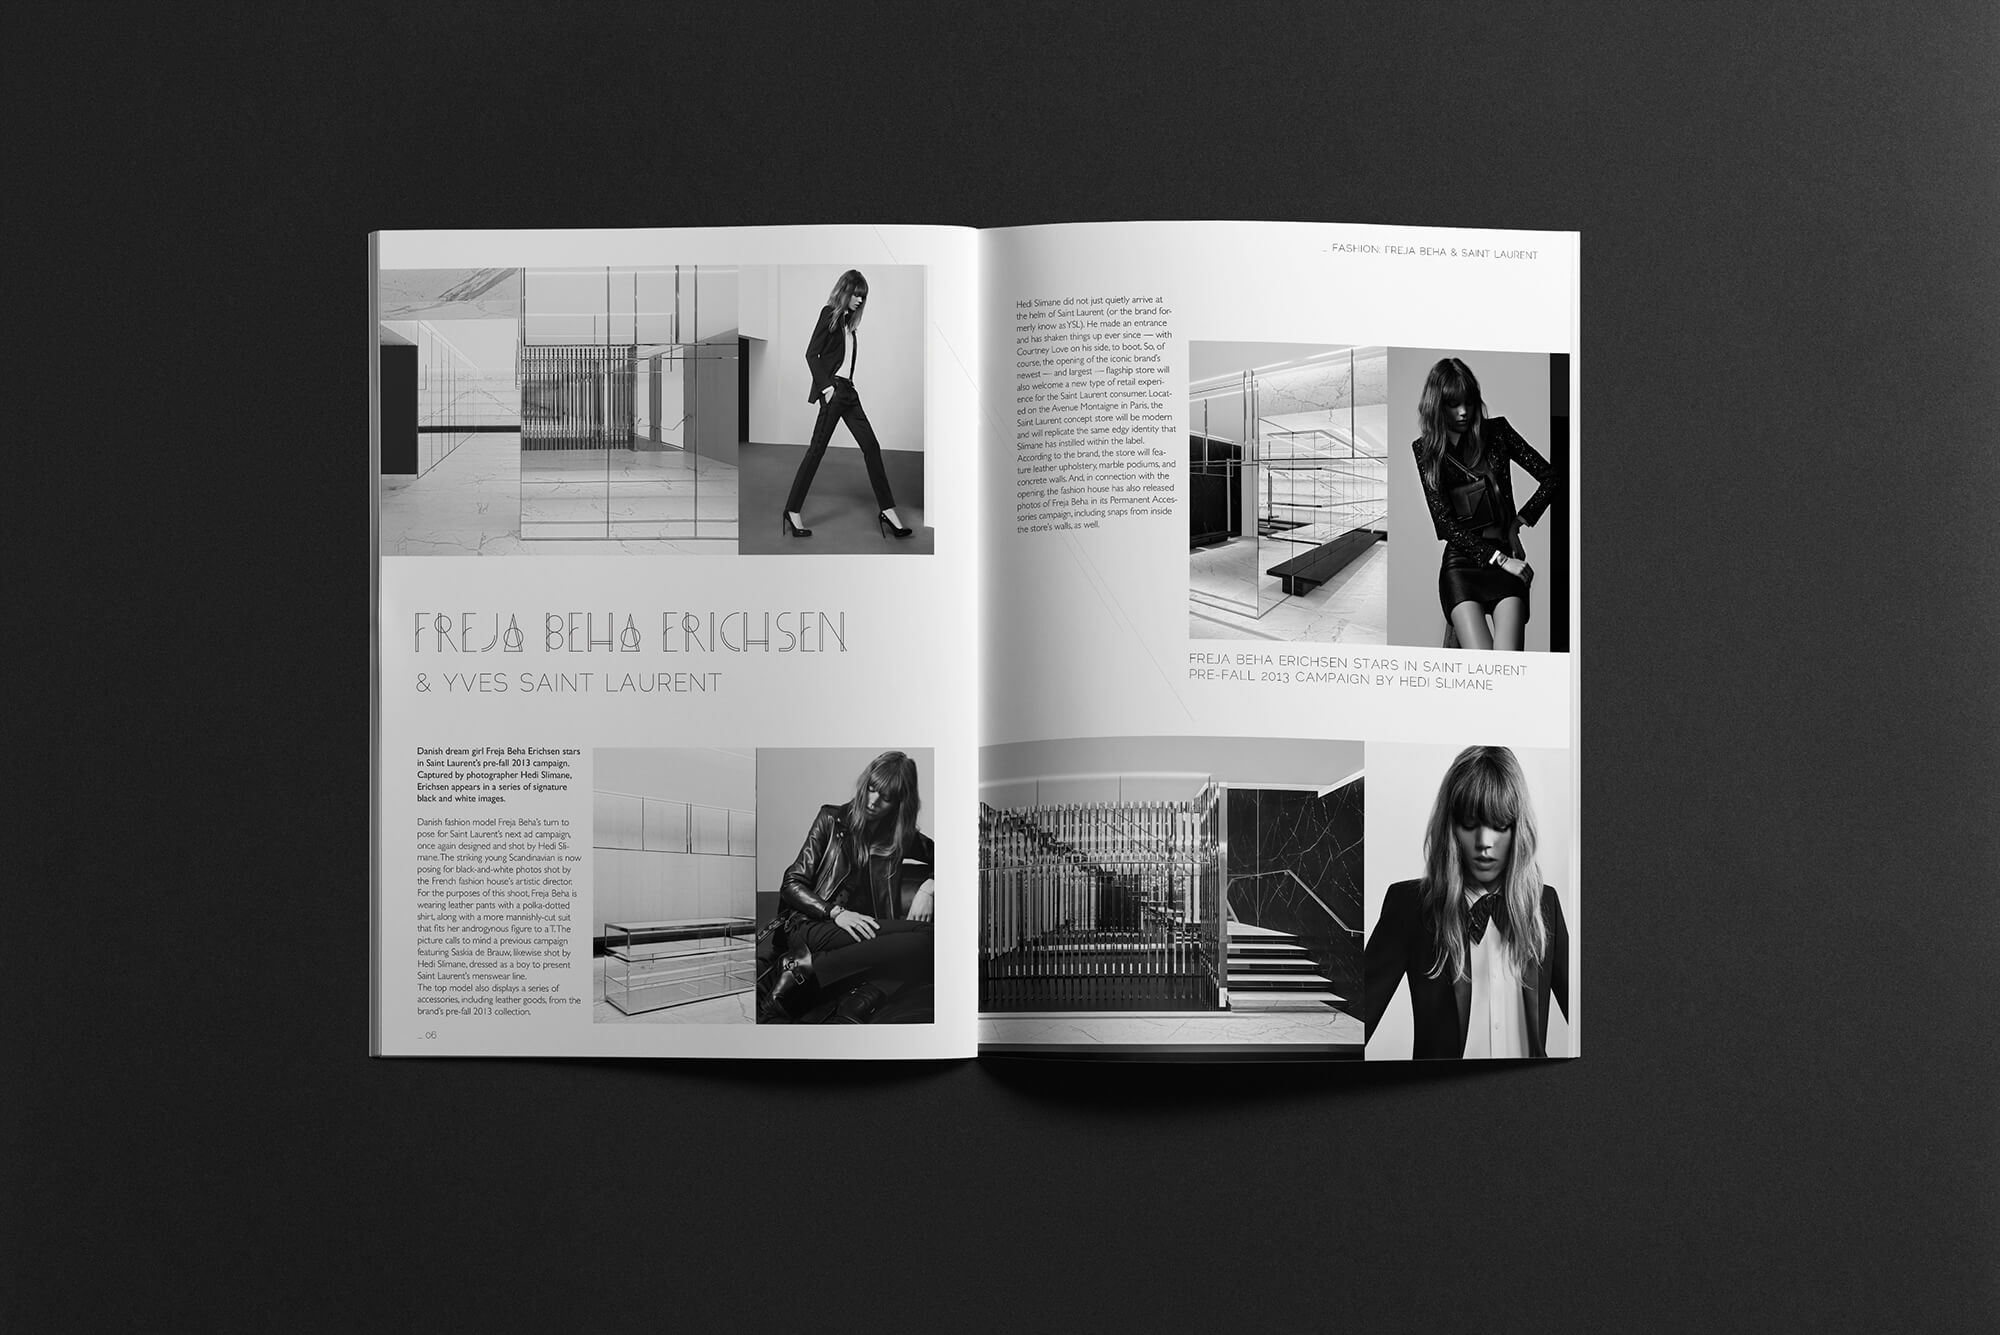 FREJA BEHA ERICHSEN
& YVES SAINT LAURENT
Danish dream girl Freja Beha Erichsen stars
in Saint Laurent's pre-fall 2013 campaign.
Captured by photographer Hedi Slimane,
Erichsen appears in a series of signature
black and white images.
Danish fashion model Freja Beha's turn to
pose for Saint Laurent's next ad campaign,
once again designed and shot by Hedi Sli-
mane. The striking young Scandinavian is now
posing for black-and-white photos shot by
the French fashion house's artistic director.
For the purposes of this shoot, Freja Beha is
wearing leather pants with a polka-dotted
shirt, along with a more mannishly-cut suit
that fits her androgynous figure to a T. The
picture calls to mind a previous campaign
featuring Saskia de Brauw, likewise shot by
Hedi Slimane, dressed as a boy to present
Saint Laurent's menswear line.
The top model also displays a series of
accessories, including leather goods, from the
brand's pre-fall 2013 collection.
_ 06
_ FASHION: FREJA BEHA & SAINT LAURENT
Hedi Slimane did not just quietly arrive at
the helm of Saint Laurent (or the brand for-
merly know as YSL). He made an entrance
and has shaken things up ever since — with
Courtney Love on his side, to boot. So, of
course, the opening of the iconic brand's
newest — and largest — flagship store will
also welcome a new type of retail experi-
ence for the Saint Laurent consumer. Locat-
ed on the Avenue Montaigne in Paris, the
Saint Laurent concept store will be modern
and will replicate the same edgy identity that
Slimane has instilled within the label.
According to the brand, the store will fea-
ture leather upholstery, marble podiums, and
concrete walls. And, in connection with the
opening, the fashion house has also released
photos of Freja Beha in its Permanent Acces-
sories campaign, including snaps from inside
the store's walls, as well.
FREJA BEHA ERICHSEN STARS IN SAINT LAURENT
PRE-FALL 2013 CAMPAIGN BY HEDI SLIMANE